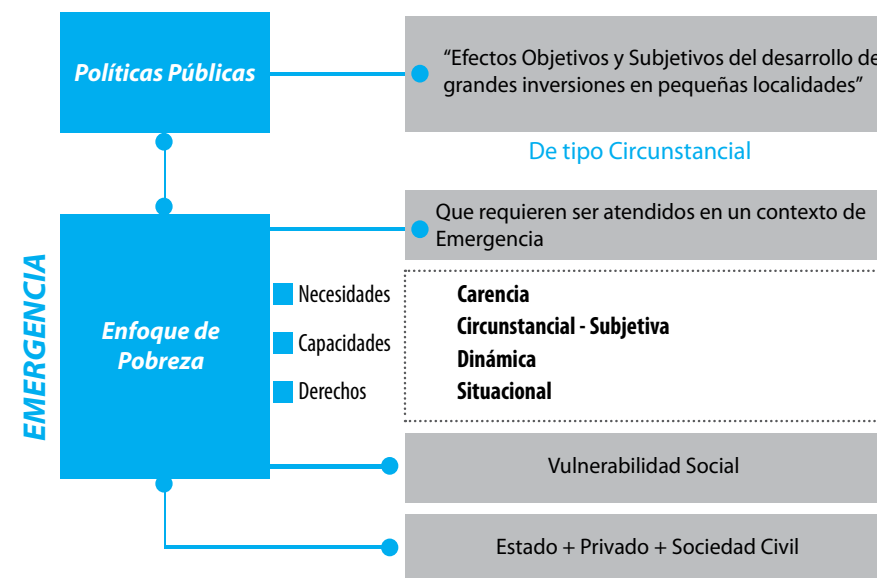 Políticas Públicas
“Efectos Objetivos y Subjetivos del desarrollo de
grandes inversiones en pequeñas localidades”
De tipo Circunstancial
EMERGENCIA
Enfoque de
Pobreza
Que requieren ser atendidos en un contexto de
Emergencia
Necesidades
Capacidades
Derechos
Carencia
Circunstancial - Subjetiva
Dinámica
Situacional
Vulnerabilidad Social
Estado + Privado + Sociedad Civil